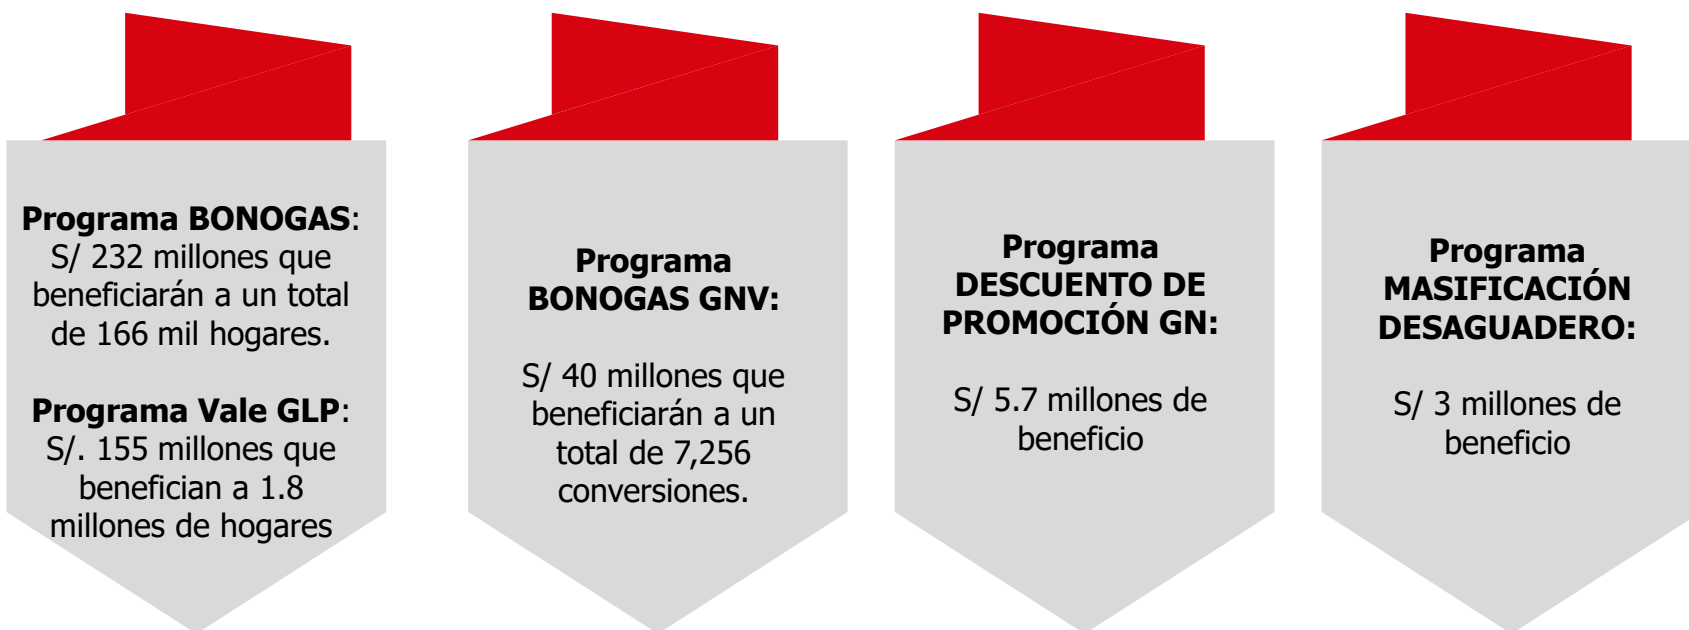 Programa BONOGAS:
S/ 232 millones que
beneficiarán a un total
de 166 mil hogares.
Programa Vale GLP:
S/. 155 millones que
benefician a 1.8
millones de hogares
Programa
BONOGAS GNV:
S/ 40 millones que
beneficiarán a un
total de 7,256
conversiones.
Programa
DESCUENTO DE
PROMOCIÓN GN:
S/ 5.7 millones de
beneficio
Programa
MASIFICACIÓN
DESAGUADERO:
S/ 3 millones de
beneficio